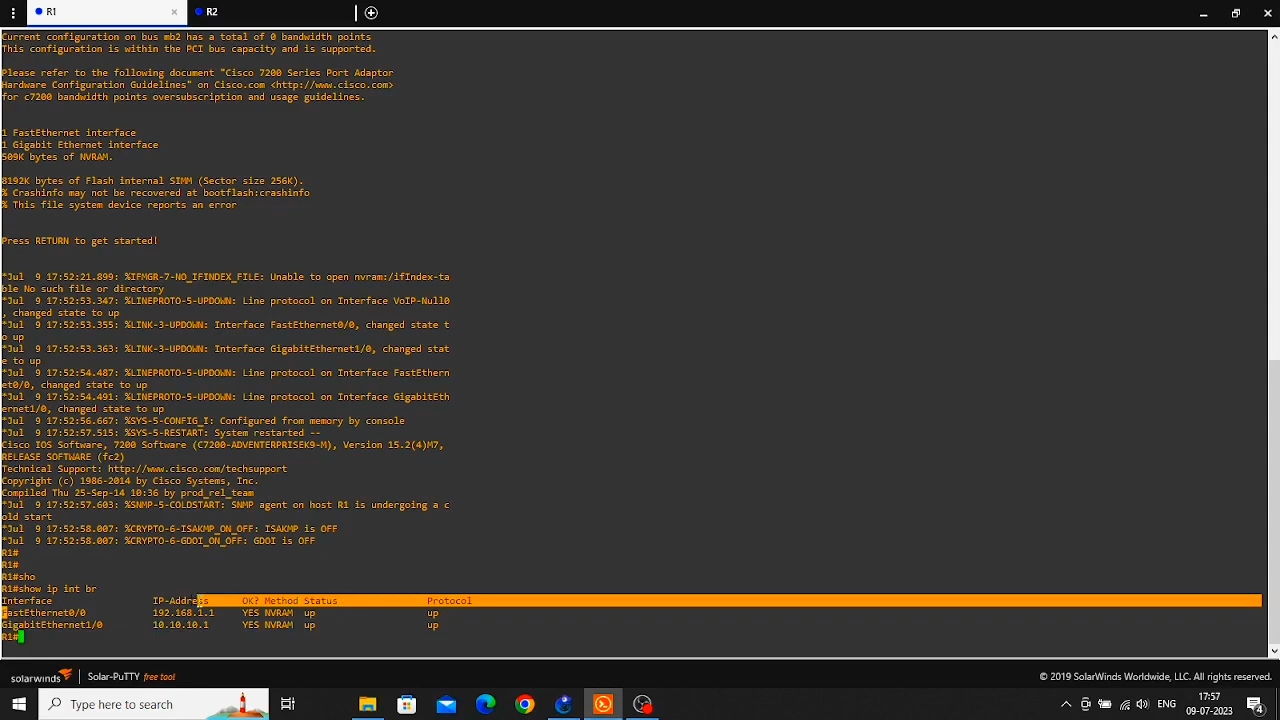 R1
R2
Current configuration on bus mb2 has a total of 0 bandwidth points
This configuration is within the PCI bus capacity and is supported.
Please refer to the following document "Cisco 7200 Series Port Adaptor
Hardware Configuration Guidelines" on Cisco.com <http://www.cisco.com>
for c7200 bandwidth points oversubscription and usage guidelines.
1 FastEthernet interface
1 Gigabit Ethernet interface
509K bytes of NVRAM.
8192K bytes of Flash internal SIMM (Sector size 256K).
% Crashinfo may not be recovered at bootflash:crashinfo
% This file system device reports an error
Press RETURN to get started!
*Jul  9 17:52:21.899: %IFMGR-7-NO_IFINDEX_FILE: Unable to open nvram:/ifIndex-ta
ble No such file or directory
*Jul  9 17:52:53.347: %LINEPROTO-5-UPDOWN: Line protocol on Interface VoIP-Null0
, changed state to up
*Jul  9 17:52:53.355: %LINK-3-UPDOWN: Interface FastEthernet0/0, changed state t
o up
*Jul  9 17:52:53.363: %LINK-3-UPDOWN: Interface GigabitEthernet1/0, changed stat
e to up
*Jul  9 17:52:54.487: %LINEPROTO-5-UPDOWN: Line protocol on Interface FastEthern
et0/0, changed state to up
*Jul  9 17:52:54.491: %LINEPROTO-5-UPDOWN: Line protocol on Interface GigabitEth
ernet1/0, changed state to up
*Jul  9 17:52:56.667: %SYS-5-CONFIG_I: Configured from memory by console
*Jul  9 17:52:57.515: %SYS-5-RESTART: System restarted --
Cisco IOS Software, 7200 Software (C7200-ADVENTERPRISEK9-M), Version 15.2(4)M7,
RELEASE SOFTWARE (fc2)
Technical Support: http://www.cisco.com/techsupport
Copyright (c) 1986-2014 by Cisco Systems, Inc.
Compiled Thu 25-Sep-14 10:36 by prod_rel_team
*Jul  9 17:52:57.603: %SNMP-5-COLDSTART: SNMP agent on host R1 is undergoing a c
old start
*Jul  9 17:52:58.007: %CRYPTO-6-ISAKMP_ON_OFF: ISAKMP is OFF
*Jul  9 17:52:58.007: %CRYPTO-6-GDOI_ON_OFF: GDOI is OFF
R1#
R1#
R1#sho
R1#show ip int br
Interface IP-Address OK? Method Status Protocol
FastEthernet0/0 192.168.1.1 YES NVRAM up up
GigabitEthernet1/0 10.10.10.1 YES NVRAM up up
R1#
solarwinds Solar-PuTTY free tool
© 2019 SolarWinds Worldwide, LLC. All rights reserved.
Type here to search
ENG
17:57
09-07-2023
4